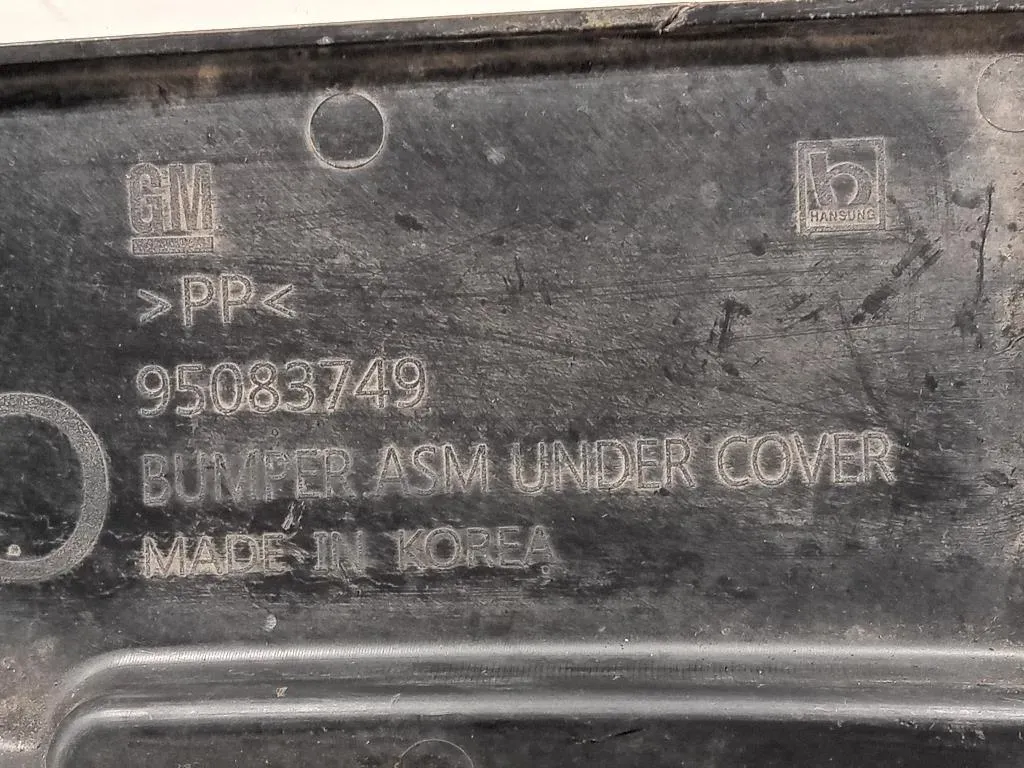 GM
HANSUNG
>PP<
95083749
BUMPER ASM UNDER COVER
MADE IN KOREA